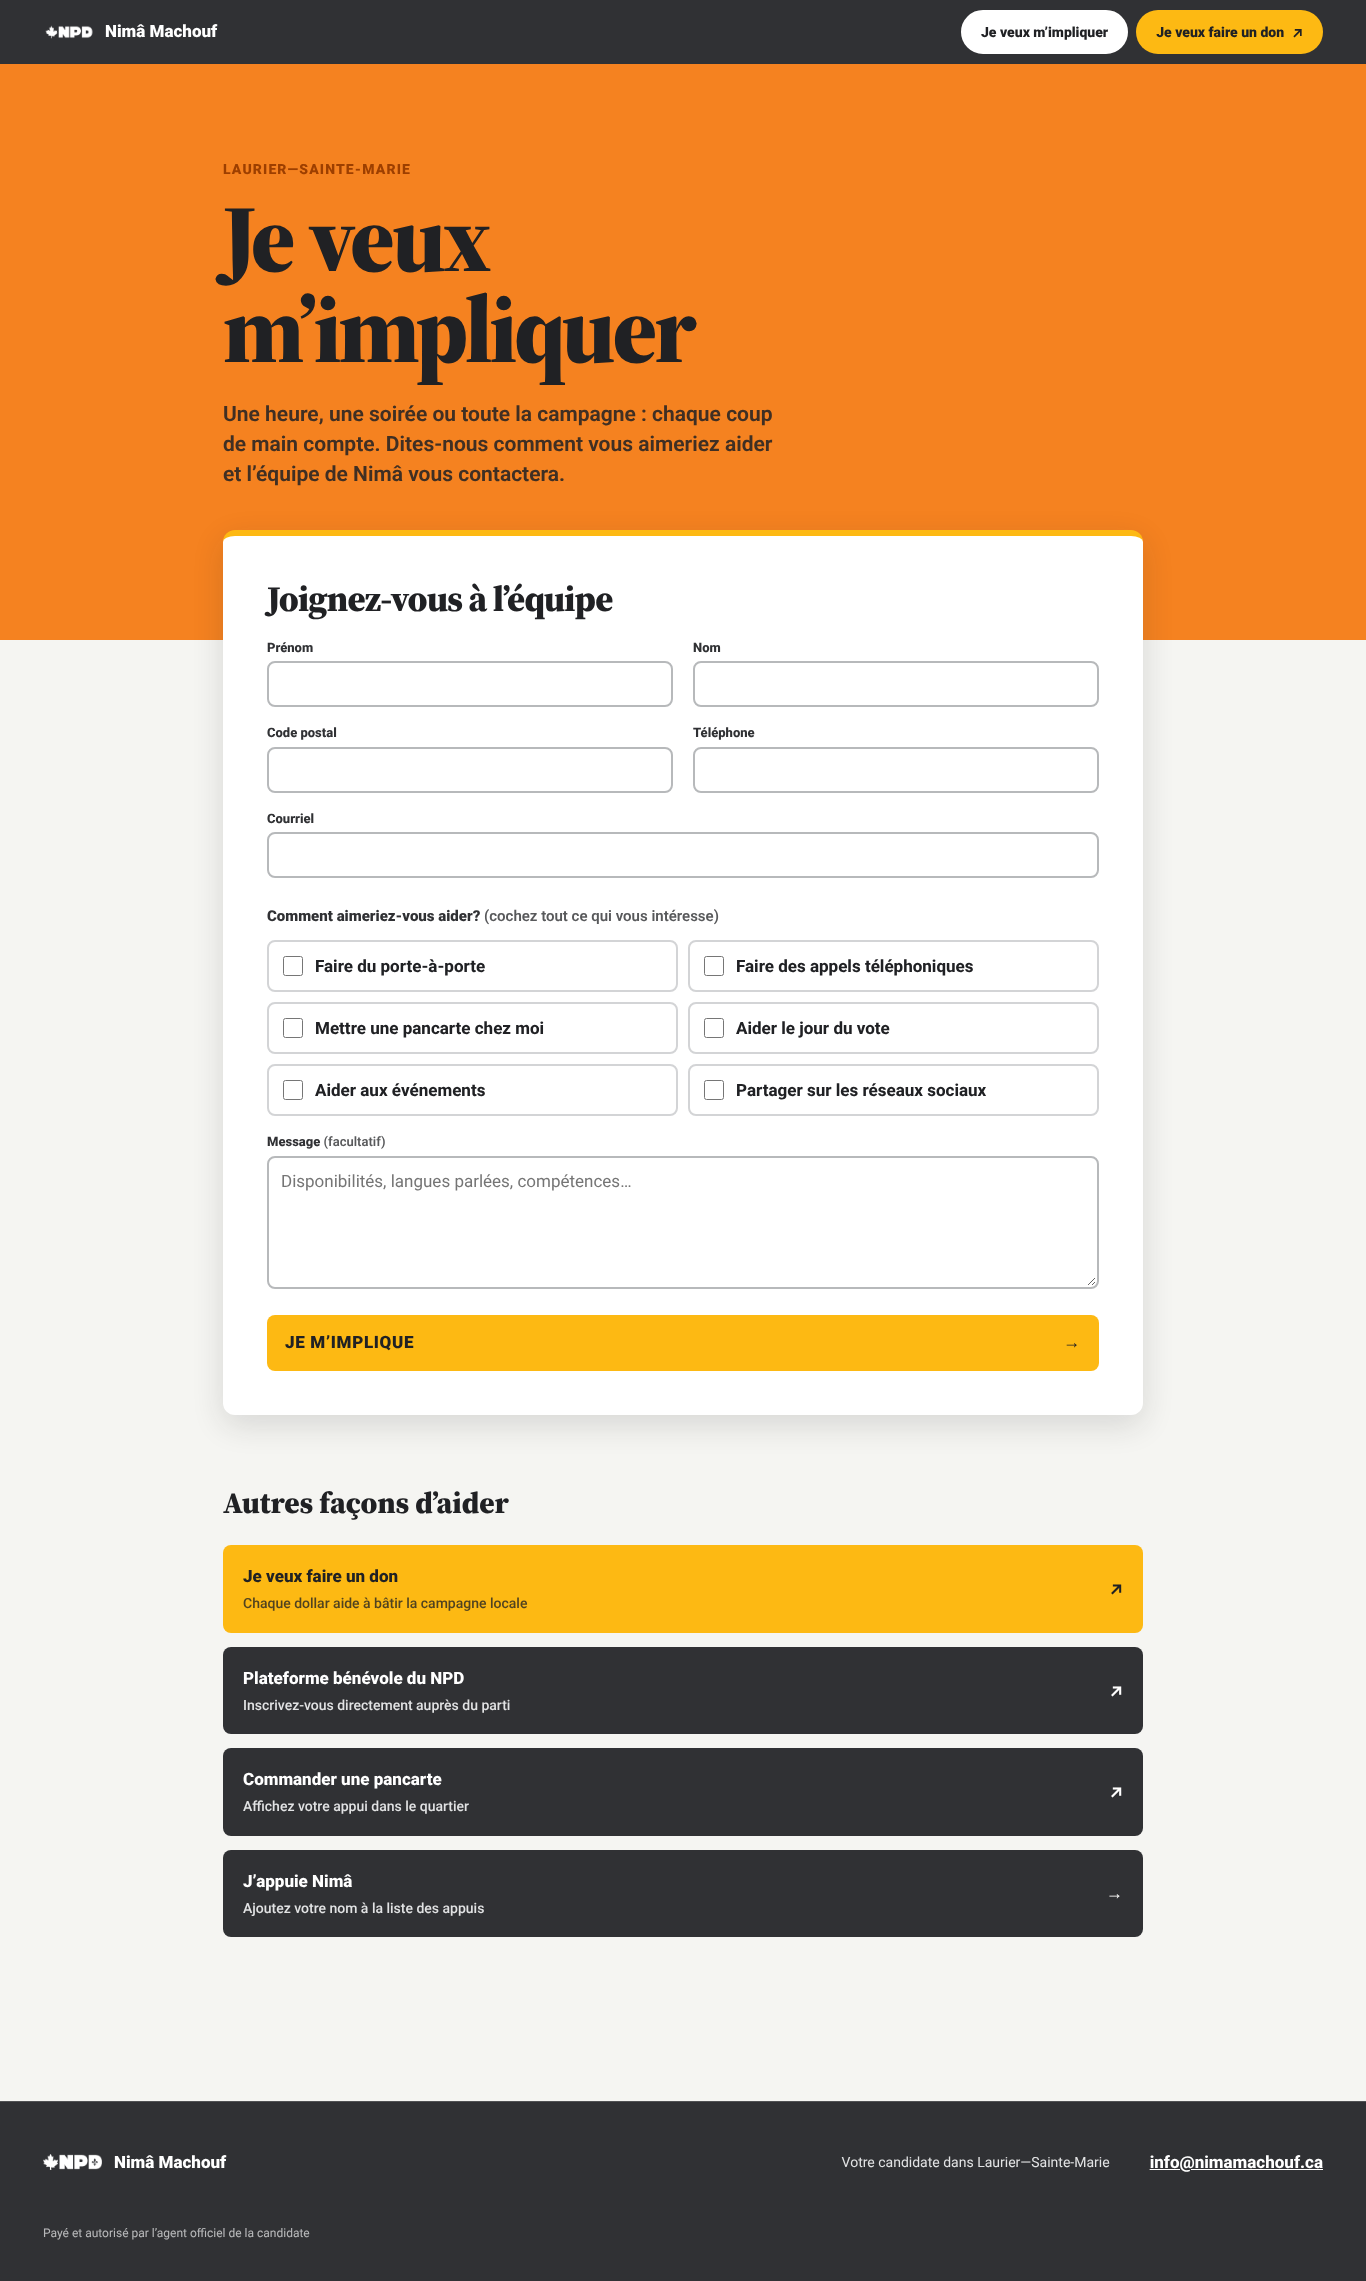 NPD Nimâ Machouf
Je veux m’impliquer
Je veux faire un don ↗
LAURIER—SAINTE-MARIE
Je veux
m’impliquer
Une heure, une soirée ou toute la campagne : chaque coup
de main compte. Dites-nous comment vous aimeriez aider
et l’équipe de Nimâ vous contactera.
Joignez-vous à l’équipe
Prénom
Nom
Code postal
Téléphone
Courriel
Comment aimeriez-vous aider? (cochez tout ce qui vous intéresse)
Faire du porte-à-porte
Faire des appels téléphoniques
Mettre une pancarte chez moi
Aider le jour du vote
Aider aux événements
Partager sur les réseaux sociaux
Message (facultatif)
Disponibilités, langues parlées, compétences…
JE M’IMPLIQUE →
Autres façons d’aider
Je veux faire un don ↗
Chaque dollar aide à bâtir la campagne locale
Plateforme bénévole du NPD ↗
Inscrivez-vous directement auprès du parti
Commander une pancarte ↗
Affichez votre appui dans le quartier
J’appuie Nimâ →
Ajoutez votre nom à la liste des appuis
NPD Nimâ Machouf
Votre candidate dans Laurier—Sainte-Marie
info@nimamachouf.ca
Payé et autorisé par l’agent officiel de la candidate